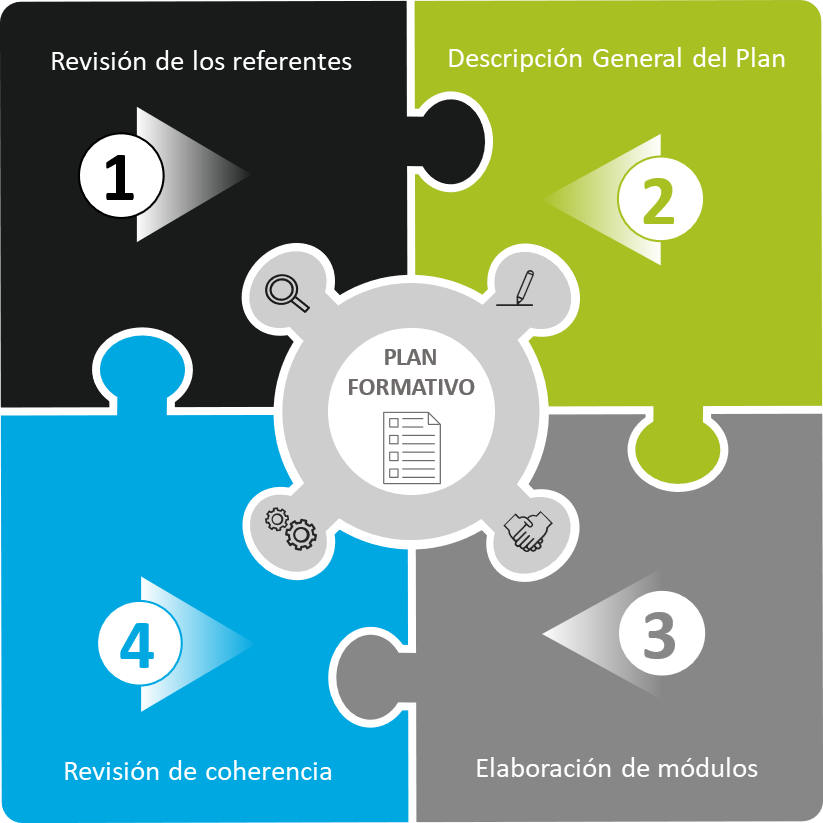 Revisión de los referentes
1
Descripción General del Plan
2
PLAN
FORMATIVO
4
Revisión de coherencia
3
Elaboración de módulos